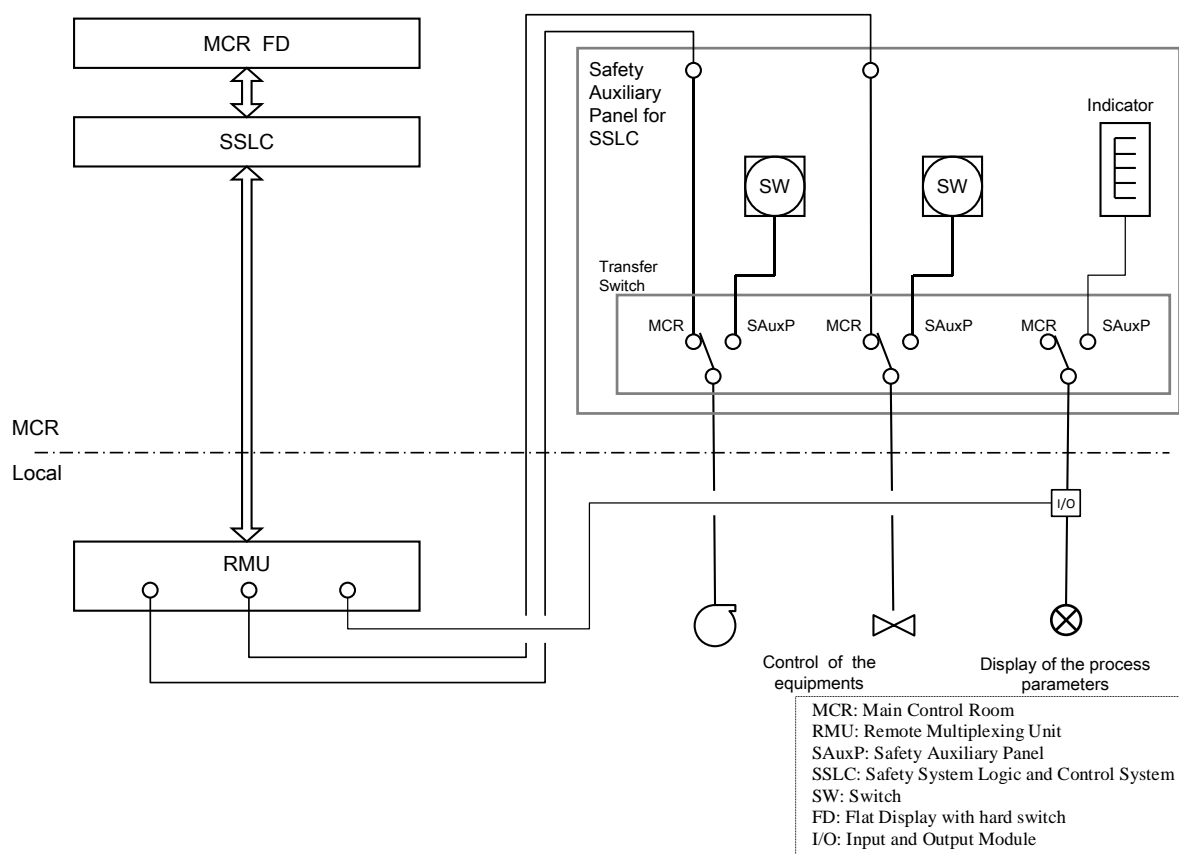 MCR FD
SSLC
Safety
Auxiliary
Panel for
SSLC
Indicator
SW
SW
Transfer
Switch
MCR
SAuxP
MCR
SAuxP
MCR
SAuxP
MCR
Local
I/O
RMU
Control of the
equipments
Display of the process
parameters
MCR: Main Control Room
RMU: Remote Multiplexing Unit
SAuxP: Safety Auxiliary Panel
SSLC: Safety System Logic and Control System
SW: Switch
FD: Flat Display with hard switch
I/O: Input and Output Module